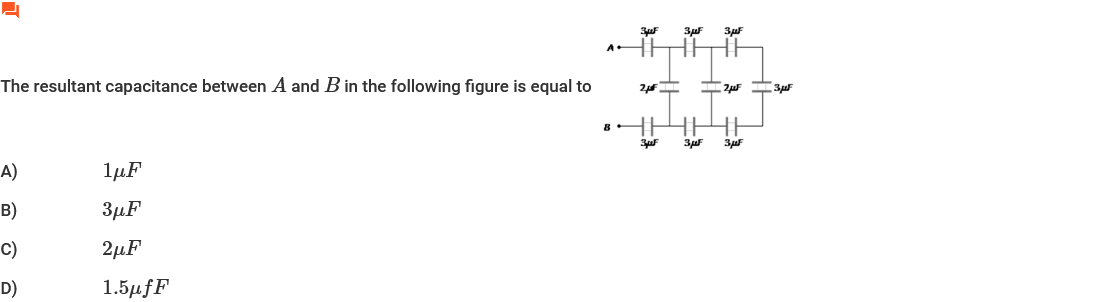 3μF 3μF 3μF
A
The resultant capacitance between A and B in the following figure is equal to
2μF 2μF 3μF
B
3μF 3μF 3μF
A) 1μF
B) 3μF
C) 2μF
D) 1.5μfF